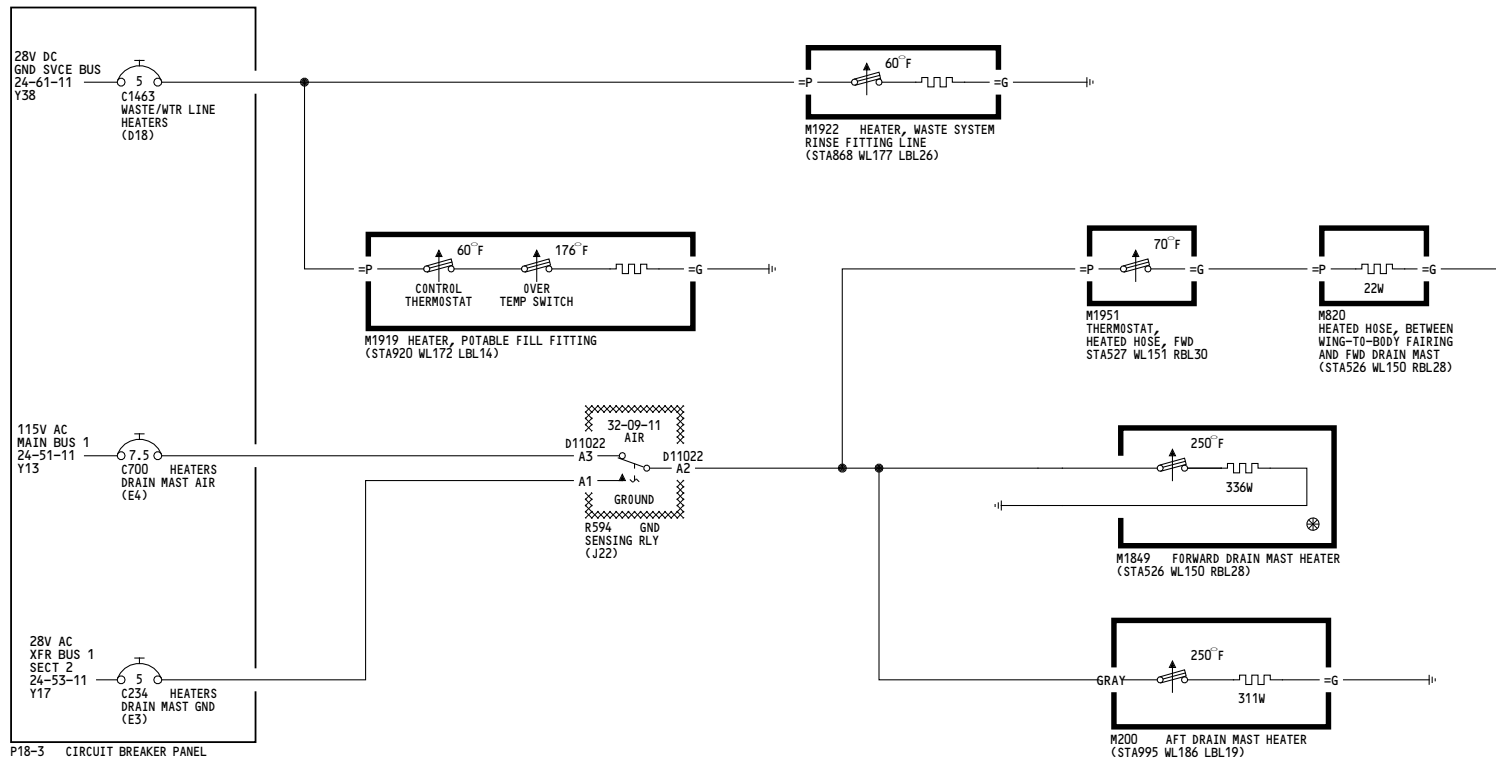 28V DC
GND SVCE BUS
24-61-11
Y38
5
C1463
WASTE/WTR LINE
HEATERS
(D18)
60°F
=P
=G
M1922 HEATER, WASTE SYSTEM
RINSE FITTING LINE
(STA868 WL177 LBL26)
60°F
176°F
=P
=G
CONTROL
THERMOSTAT
OVER
TEMP SWITCH
M1919 HEATER, POTABLE FILL FITTING
(STA920 WL172 LBL14)
70°F
=P
=G
M1951
THERMOSTAT,
HEATED HOSE, FWD
STA527 WL151 RBL30
=P
=G
22W
M820
HEATED HOSE, BETWEEN
WING-TO-BODY FAIRING
AND FWD DRAIN MAST
(STA526 WL150 RBL28)
115V AC
MAIN BUS 1
24-51-11
Y13
7.5
C700 HEATERS
DRAIN MAST AIR
(E4)
32-09-11
AIR
D11022
A3
D11022
A2
A1
GROUND
R594 GND
SENSING RLY
(J22)
250°F
336W
M1849 FORWARD DRAIN MAST HEATER
(STA526 WL150 RBL28)
28V AC
XFR BUS 1
SECT 2
24-53-11
Y17
5
C234 HEATERS
DRAIN MAST GND
(E3)
250°F
GRAY
=G
311W
M200 AFT DRAIN MAST HEATER
(STA995 WL186 LBL19)
P18-3 CIRCUIT BREAKER PANEL